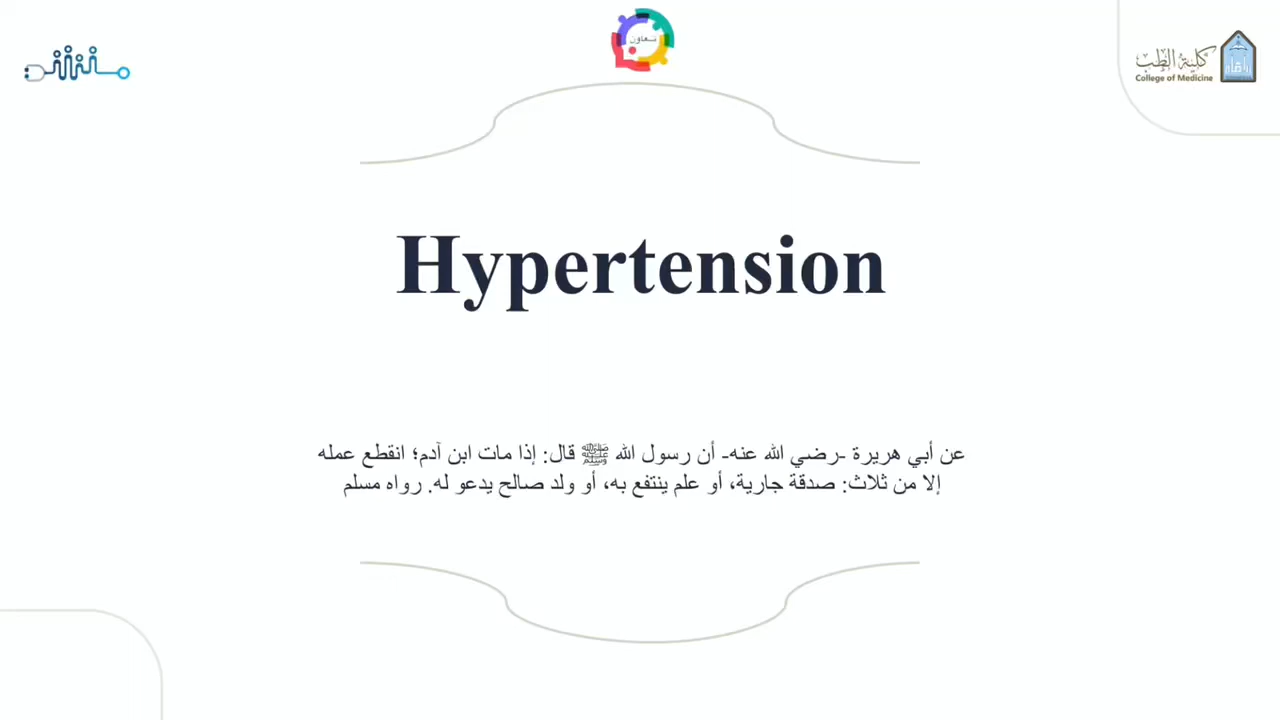 تعاون
كلية الطب
College of Medicine
Hypertension
عن أبي هريرة -رضي الله عنه- أن رسول الله ﷺ قال: إذا مات ابن آدم؛ انقطع عمله
إلا من ثلاث: صدقة جارية، أو علم ينتفع به، أو ولد صالح يدعو له. رواه مسلم